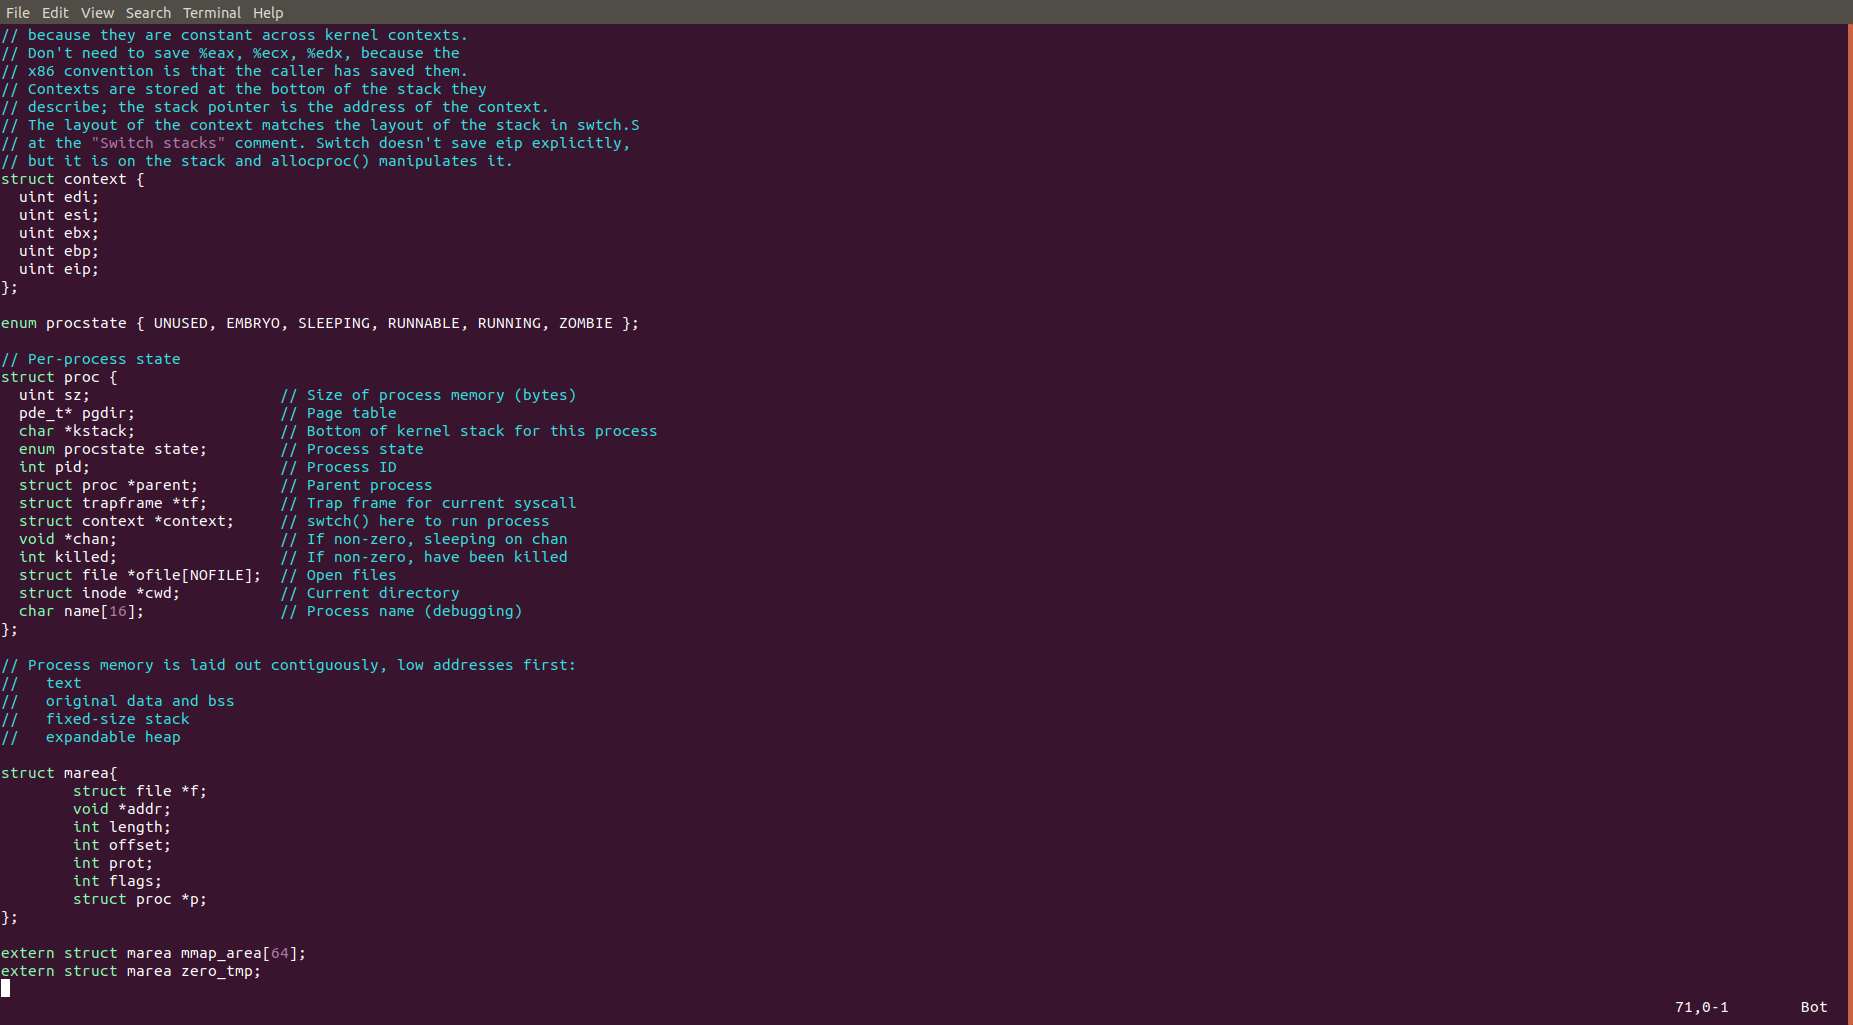 File Edit View Search Terminal Help
// because they are constant across kernel contexts.
// Don't need to save %eax, %ecx, %edx, because the
// x86 convention is that the caller has saved them.
// Contexts are stored at the bottom of the stack they
// describe; the stack pointer is the address of the context.
// The layout of the context matches the layout of the stack in swtch.S
// at the "Switch stacks" comment. Switch doesn't save eip explicitly,
// but it is on the stack and allocproc() manipulates it.
struct context {
  uint edi;
  uint esi;
  uint ebx;
  uint ebp;
  uint eip;
};

enum procstate { UNUSED, EMBRYO, SLEEPING, RUNNABLE, RUNNING, ZOMBIE };

// Per-process state
struct proc {
  uint sz;                     // Size of process memory (bytes)
  pde_t* pgdir;                // Page table
  char *kstack;                // Bottom of kernel stack for this process
  enum procstate state;        // Process state
  int pid;                     // Process ID
  struct proc *parent;         // Parent process
  struct trapframe *tf;        // Trap frame for current syscall
  struct context *context;     // swtch() here to run process
  void *chan;                  // If non-zero, sleeping on chan
  int killed;                  // If non-zero, have been killed
  struct file *ofile[NOFILE];  // Open files
  struct inode *cwd;           // Current directory
  char name[16];               // Process name (debugging)
};

// Process memory is laid out contiguously, low addresses first:
//   text
//   original data and bss
//   fixed-size stack
//   expandable heap

struct marea{
        struct file *f;
        void *addr;
        int length;
        int offset;
        int prot;
        int flags;
        struct proc *p;
};

extern struct marea mmap_area[64];
extern struct marea zero_tmp;
71,0-1 Bot